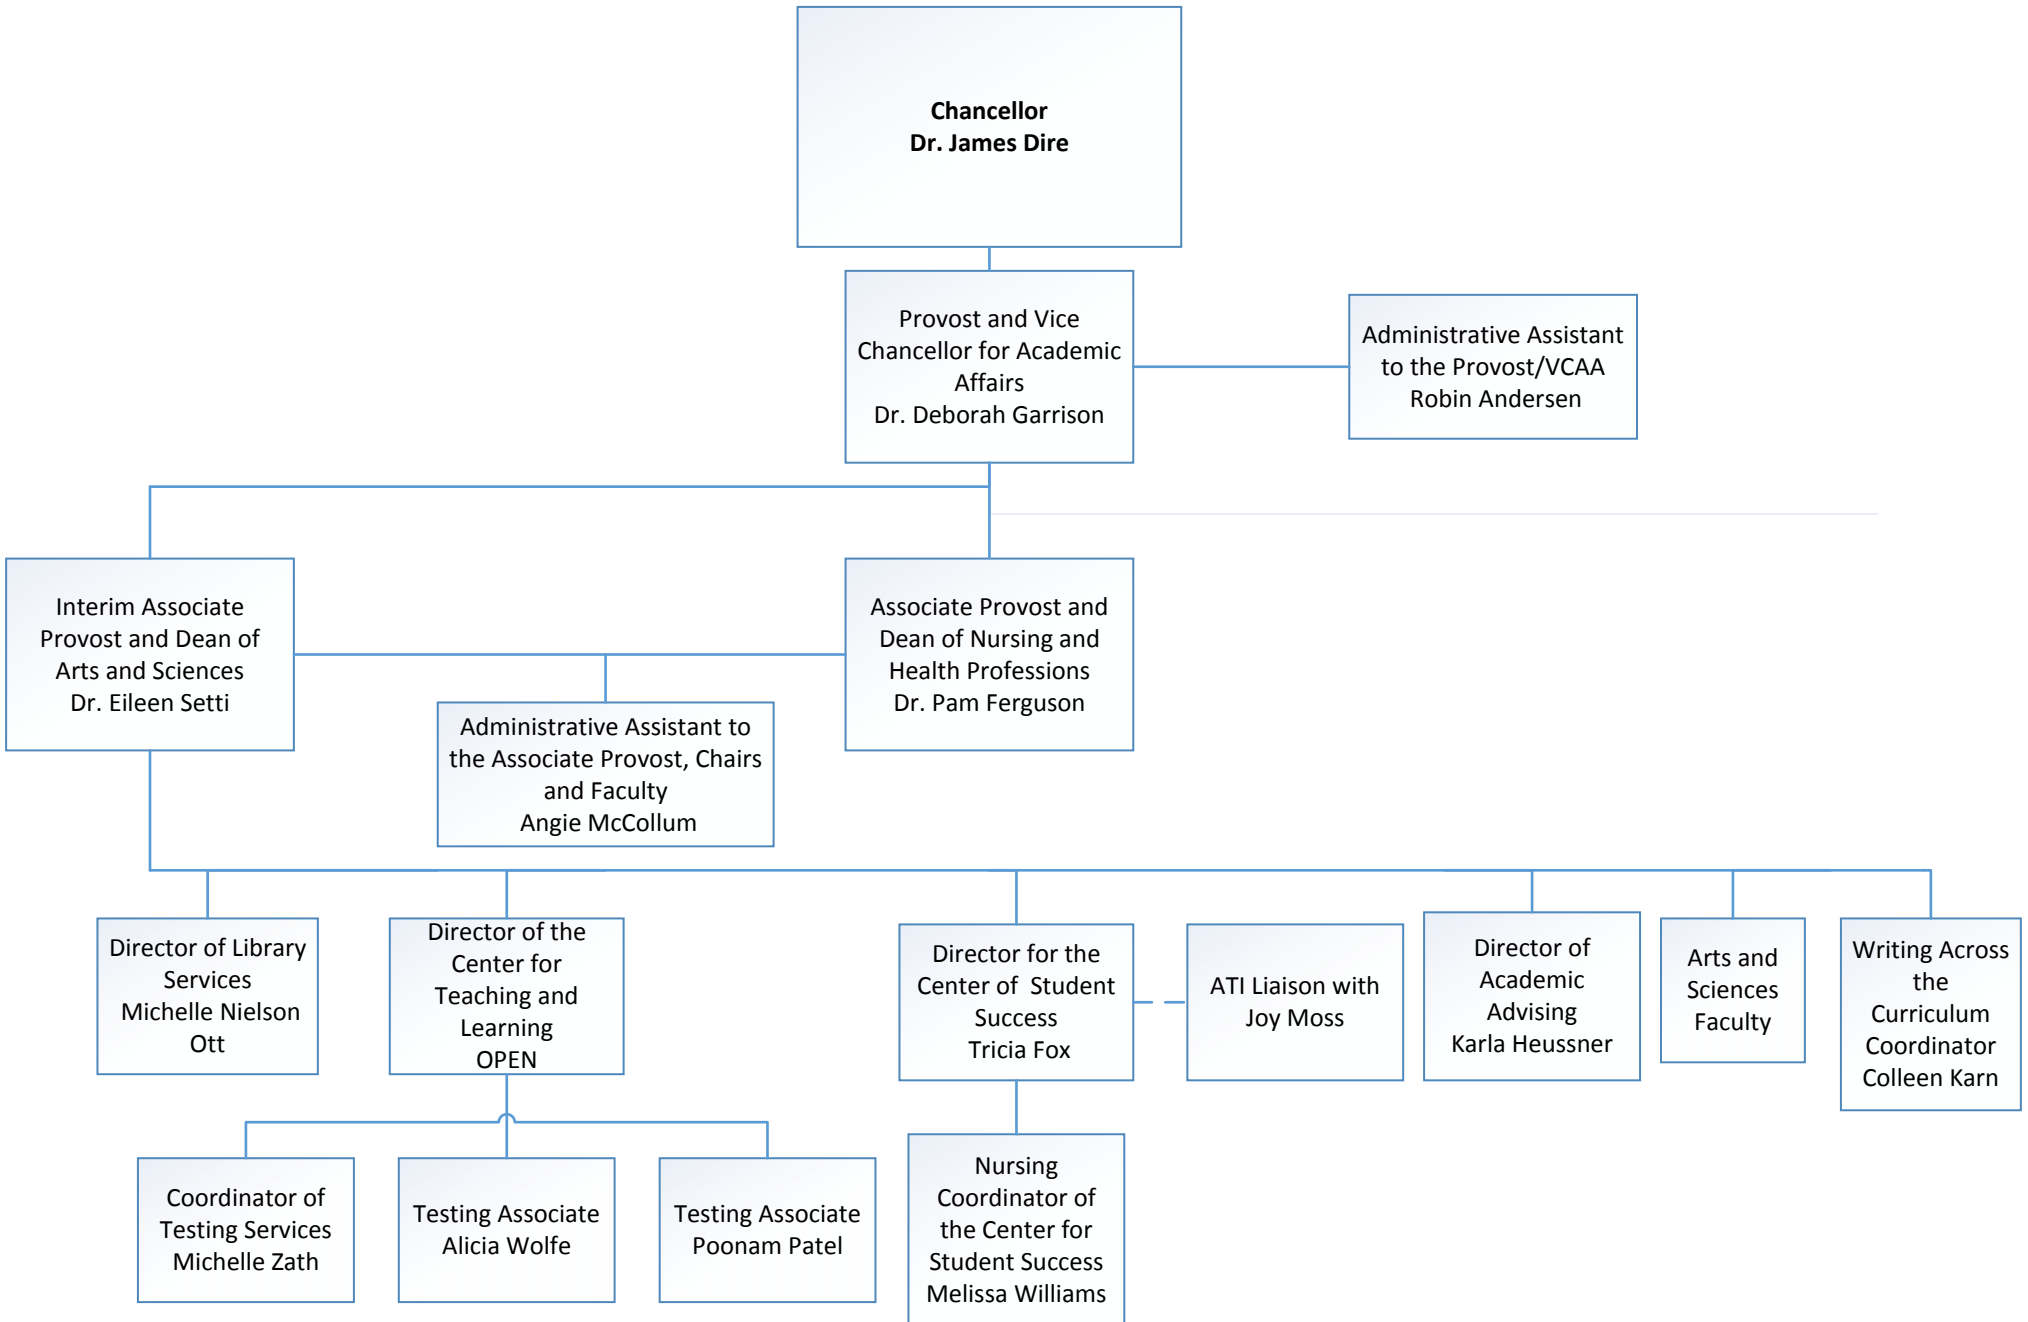 Chancellor
Dr. James Dire
Provost and Vice
Chancellor for Academic
Affairs
Dr. Deborah Garrison
Administrative Assistant
to the Provost/VCAA
Robin Andersen
Interim Associate
Provost and Dean of
Arts and Sciences
Dr. Eileen Setti
Associate Provost and
Dean of Nursing and
Health Professions
Dr. Pam Ferguson
Administrative Assistant to
the Associate Provost, Chairs
and Faculty
Angie McCollum
Director of Library
Services
Michelle Nielson
Ott
Director of the
Center for
Teaching and
Learning
OPEN
Director for the
Center of  Student
Success
Tricia Fox
ATI Liaison with
Joy Moss
Director of
Academic
Advising
Karla Heussner
Arts and
Sciences
Faculty
Writing Across
the
Curriculum
Coordinator
Colleen Karn
Coordinator of
Testing Services
Michelle Zath
Testing Associate
Alicia Wolfe
Testing Associate
Poonam Patel
Nursing
Coordinator of
the Center for
Student Success
Melissa Williams